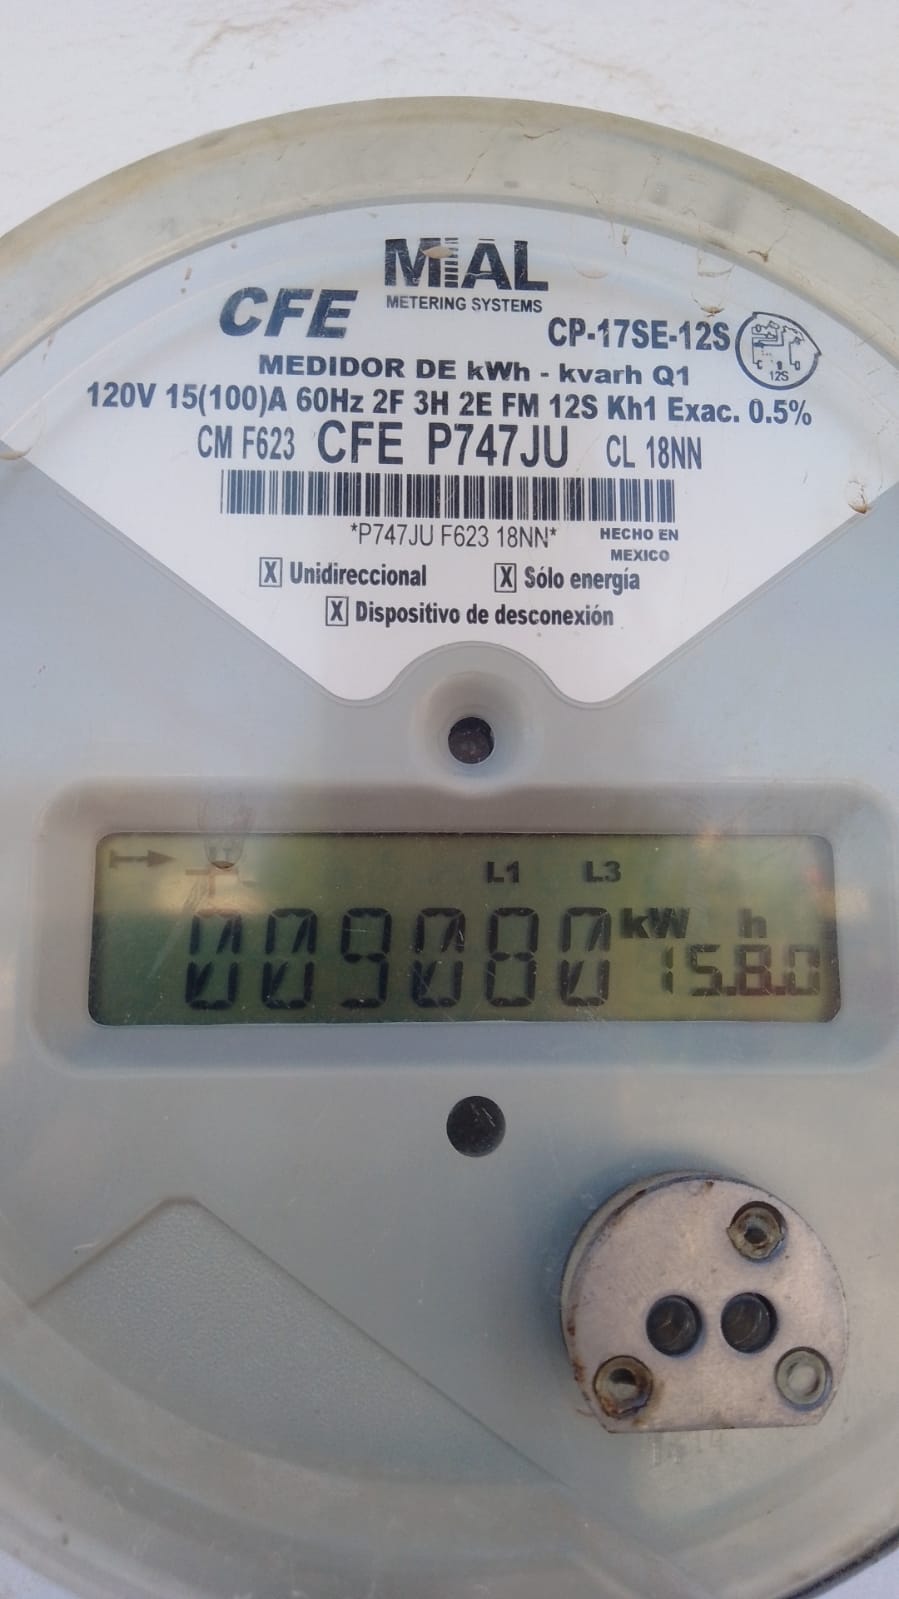 MIAL
METERING SYSTEMS
CFE
CP-17SE-12S
12S
MEDIDOR DE kWh - kvarh Q1
120V 15(100)A 60Hz 2F 3H 2E FM 12S Kh1 Exac. 0.5%
CM F623 CFE P747JU CL 18NN
*P747JU F623 18NN*
HECHO EN
MEXICO
X Unidireccional X Sólo energía
X Dispositivo de desconexión
L1 L3
009080 kW h
15.8.0